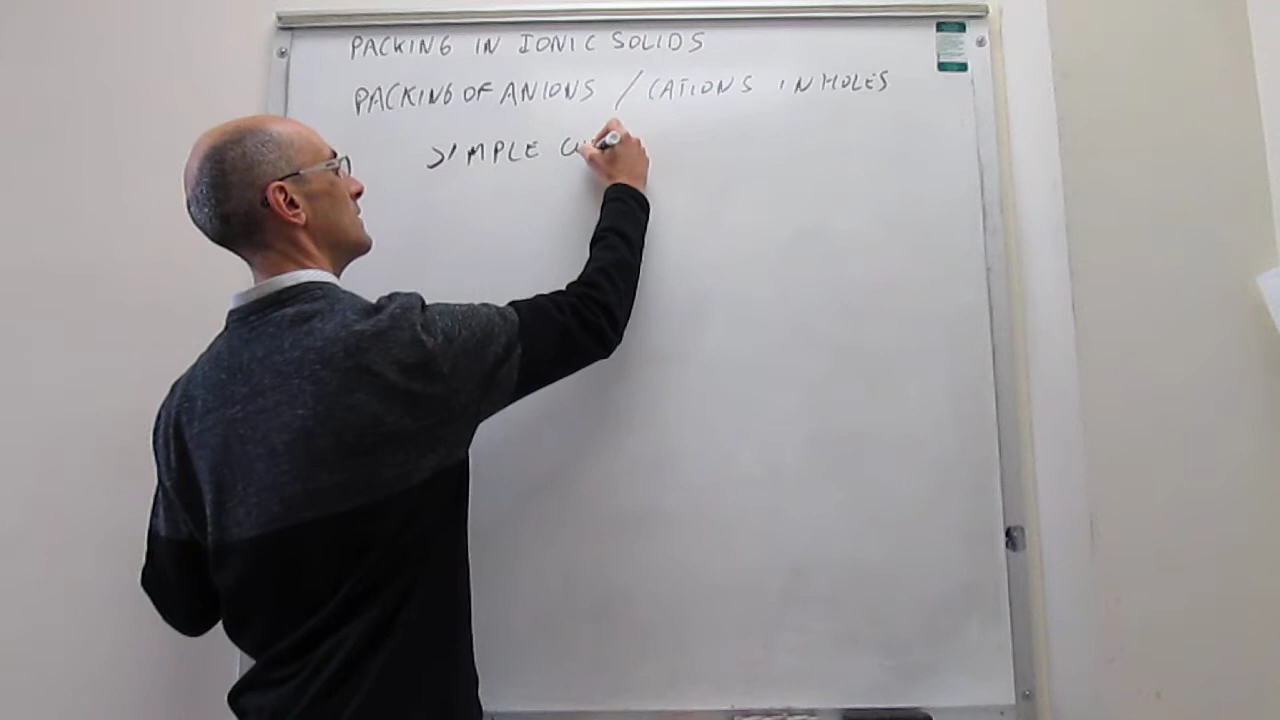 PACKING IN IONIC SOLIDS
PACKING OF ANIONS / CATIONS IN HOLES
SIMPLE